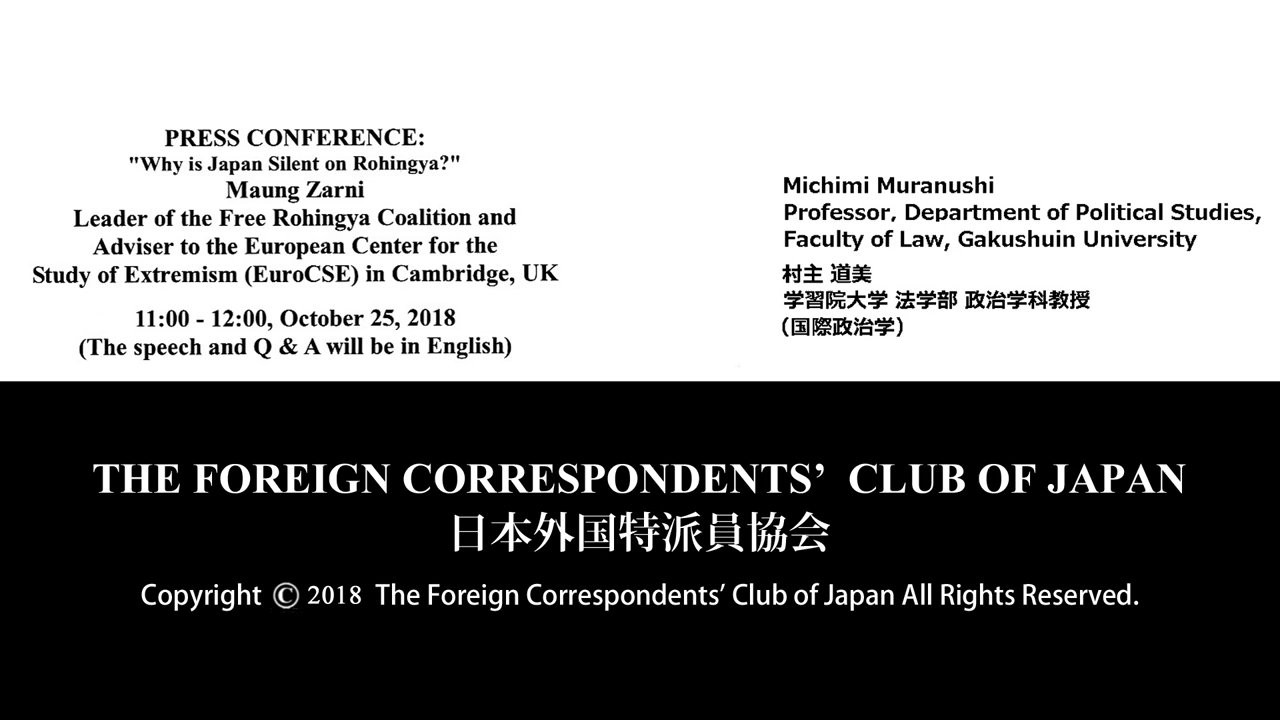 PRESS CONFERENCE:
"Why is Japan Silent on Rohingya?"
Maung Zarni
Leader of the Free Rohingya Coalition and
Adviser to the European Center for the
Study of Extremism (EuroCSE) in Cambridge, UK
11:00 - 12:00, October 25, 2018
(The speech and Q & A will be in English)
Michimi Muranushi
Professor, Department of Political Studies,
Faculty of Law, Gakushuin University
村主 道美
学習院大学 法学部 政治学科教授
（国際政治学）
THE FOREIGN CORRESPONDENTS’ CLUB OF JAPAN
日本外国特派員協会
Copyright © 2018 The Foreign Correspondents’ Club of Japan All Rights Reserved.